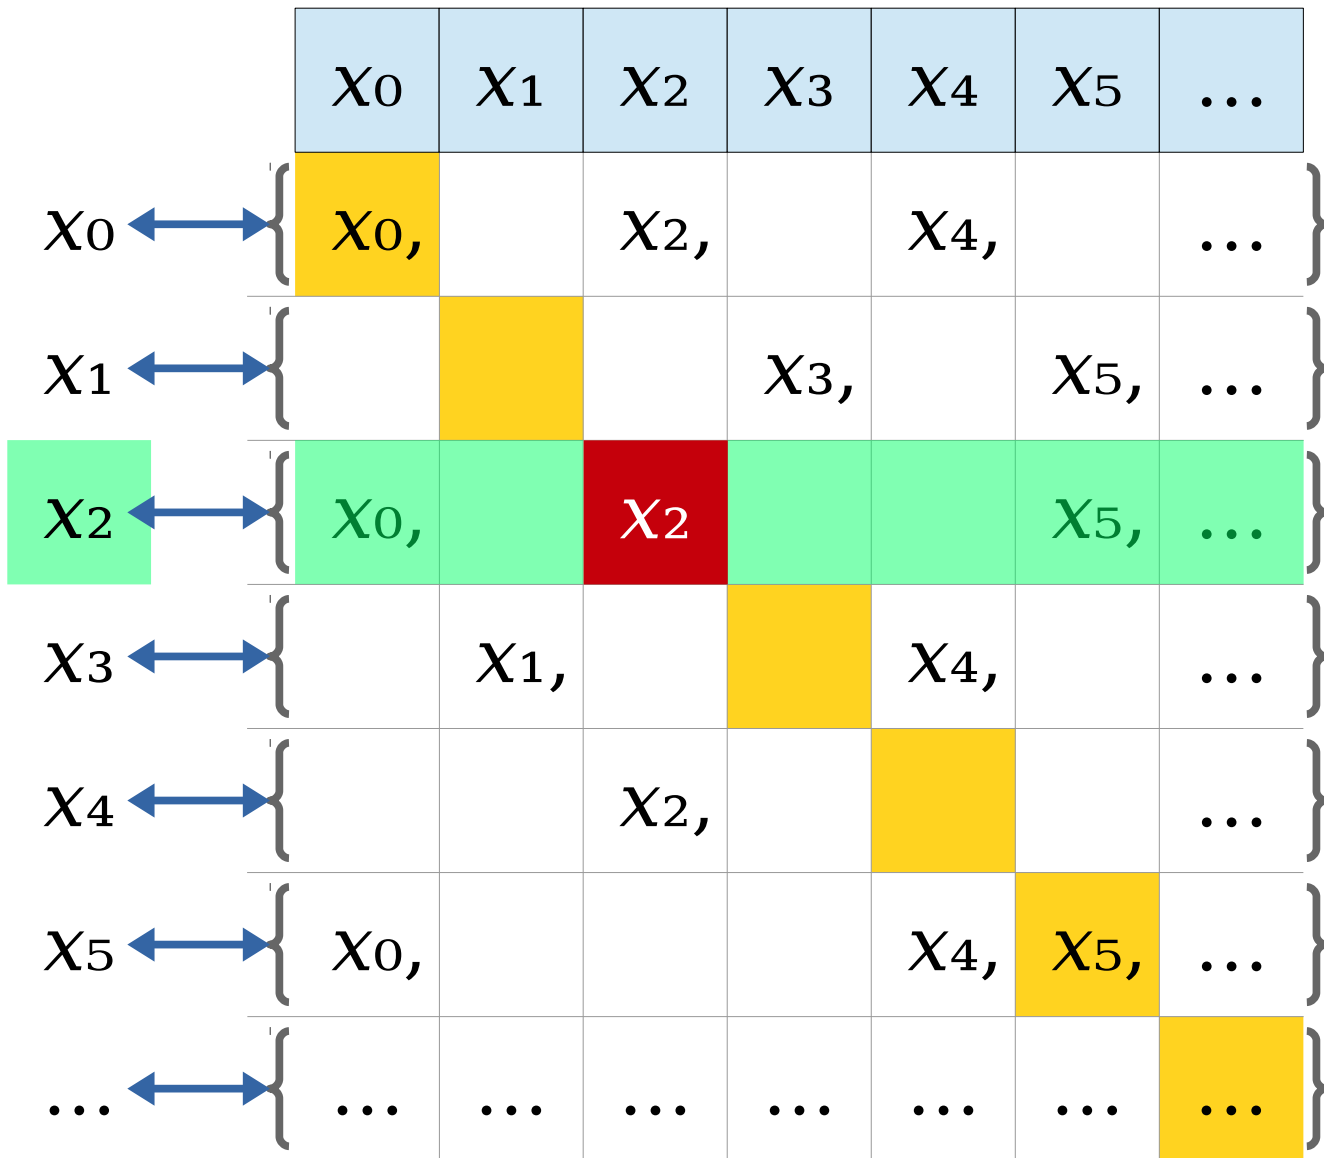 x₀ x₁ x₂ x₃ x₄ x₅ ...
x₀ { x₀, x₂, x₄, ... }
x₁ { x₃, x₅, ... }
x₂ { x₀, x₂ x₅, ... }
x₃ { x₁, x₄, ... }
x₄ { x₂, ... }
x₅ { x₀, x₄, x₅, ... }
... { ... ... ... ... ... ... ... }